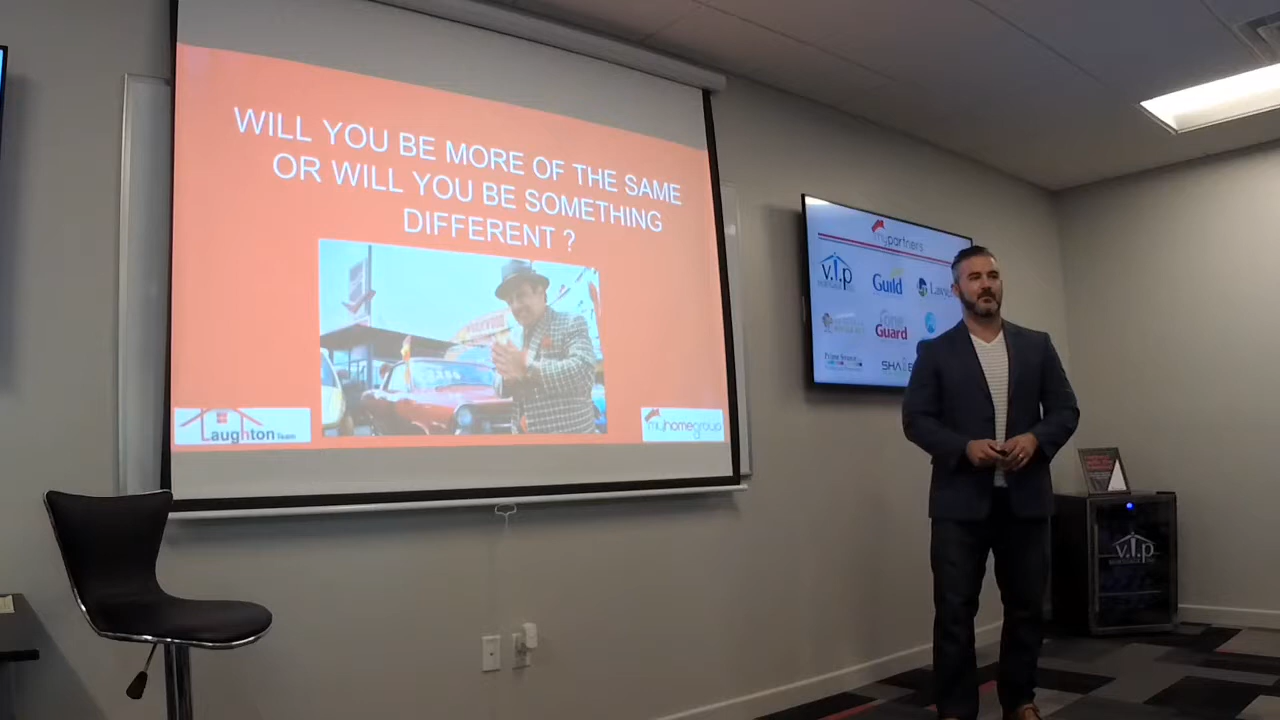 WILL YOU BE MORE OF THE SAME
OR WILL YOU BE SOMETHING
DIFFERENT ?
Laughton Team
myhomegroup
mypartners
v.i.p
Guild
Guard
v.i.p